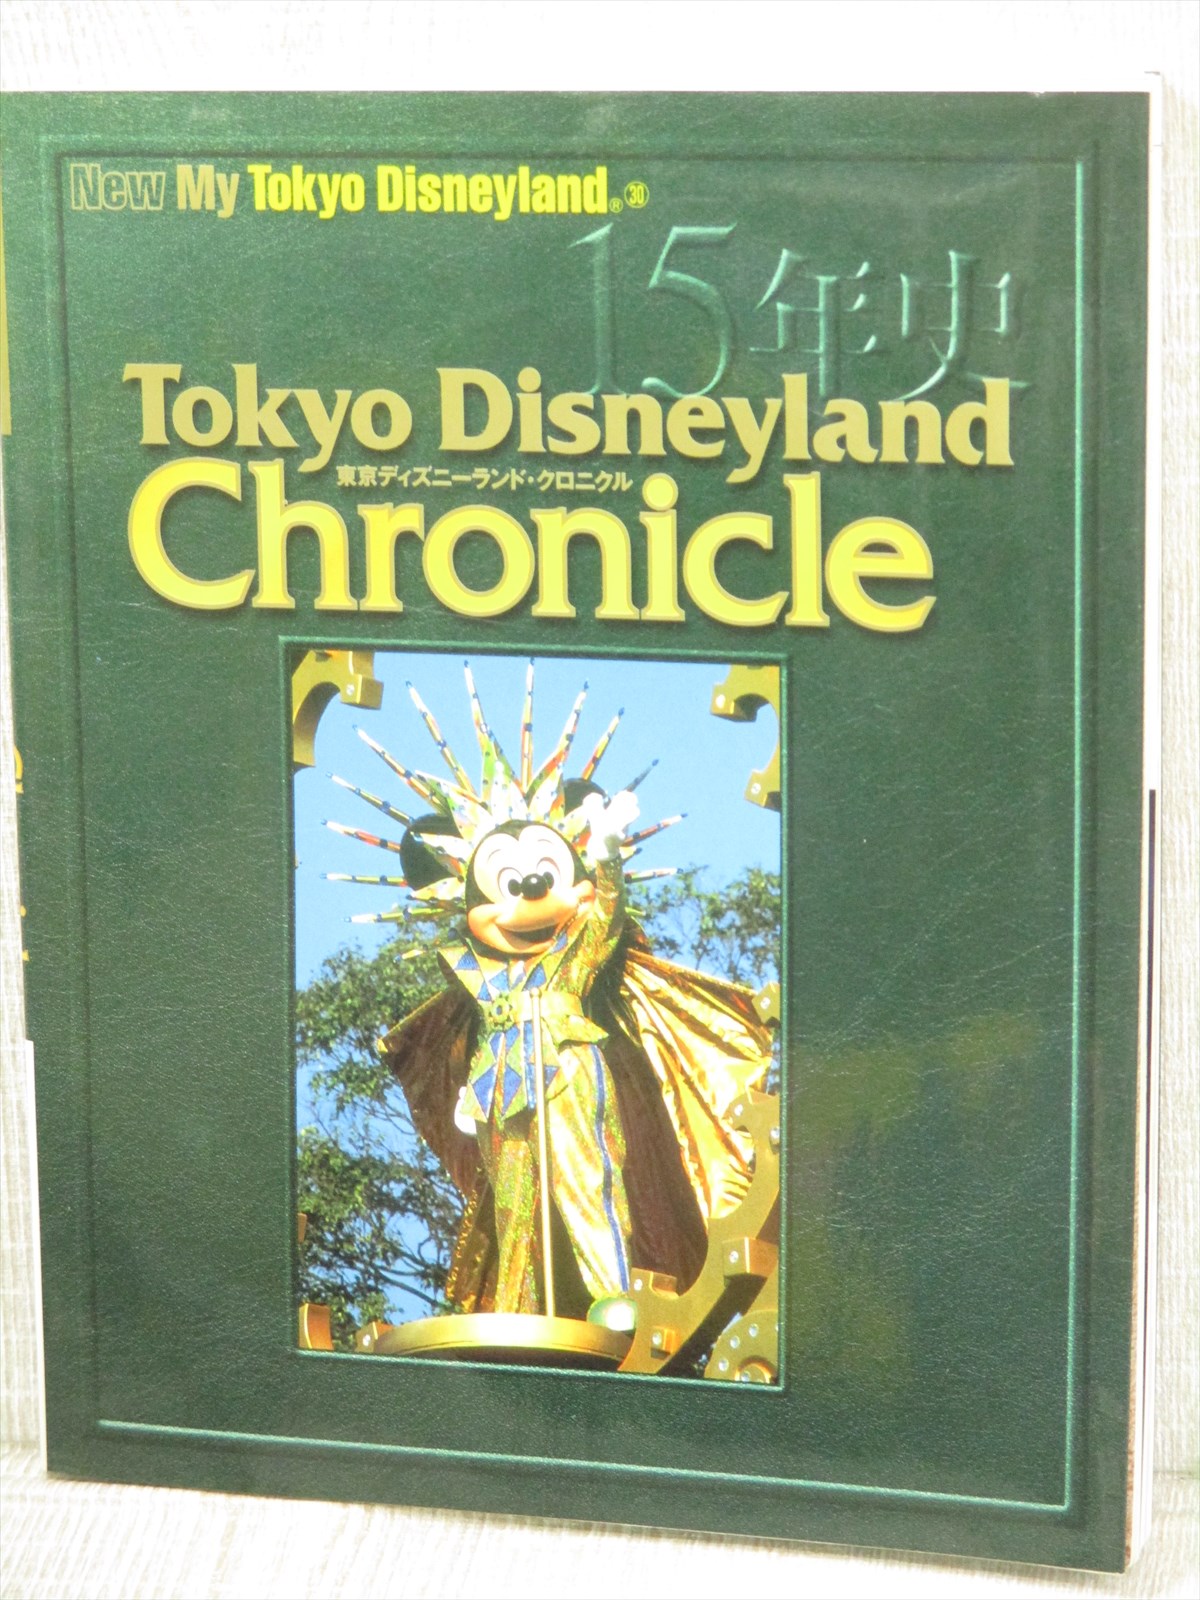 New My Tokyo Disneyland® ㉚
15年史
Tokyo Disneyland
東京ディズニーランド・クロニクル
Chronicle